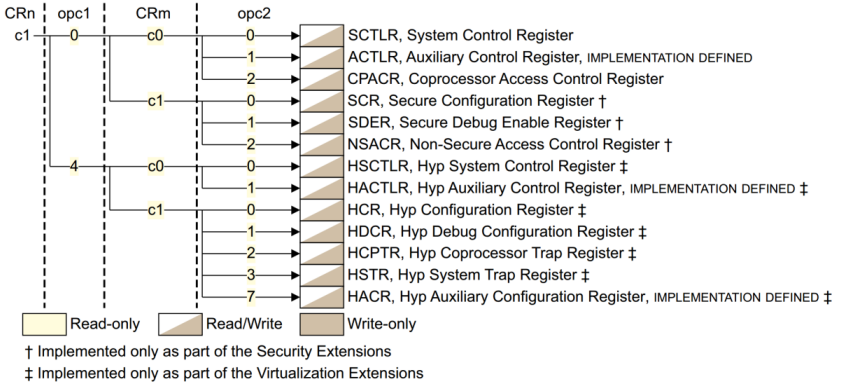 CRn opc1 CRm opc2
c1 0 c0 0 SCTLR, System Control Register
1 ACTLR, Auxiliary Control Register, IMPLEMENTATION DEFINED
2 CPACR, Coprocessor Access Control Register
c1 0 SCR, Secure Configuration Register †
1 SDER, Secure Debug Enable Register †
2 NSACR, Non-Secure Access Control Register †
4 c0 0 HSCTLR, Hyp System Control Register ‡
1 HACTLR, Hyp Auxiliary Control Register, IMPLEMENTATION DEFINED ‡
c1 0 HCR, Hyp Configuration Register ‡
1 HDCR, Hyp Debug Configuration Register ‡
2 HCPTR, Hyp Coprocessor Trap Register ‡
3 HSTR, Hyp System Trap Register ‡
7 HACR, Hyp Auxiliary Configuration Register, IMPLEMENTATION DEFINED ‡
Read-only Read/Write Write-only
† Implemented only as part of the Security Extensions
‡ Implemented only as part of the Virtualization Extensions